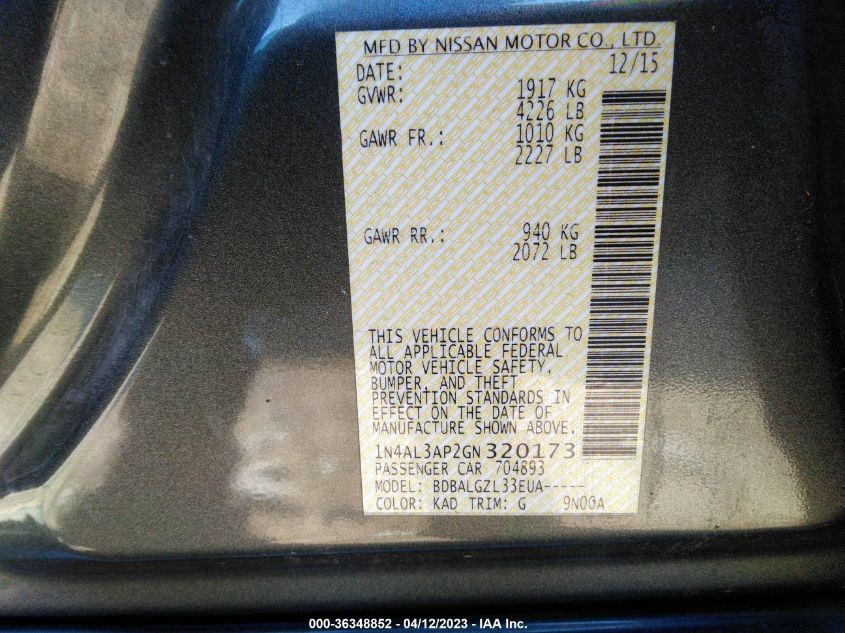 MFD BY NISSAN MOTOR CO., LTD.
DATE: 12/15
GVWR: 1917 KG
4226 LB
GAWR FR.: 1010 KG
2227 LB
GAWR RR.: 940 KG
2072 LB
THIS VEHICLE CONFORMS TO
ALL APPLICABLE FEDERAL
MOTOR VEHICLE SAFETY,
BUMPER, AND THEFT
PREVENTION STANDARDS IN
EFFECT ON THE DATE OF
MANUFACTURE SHOWN ABOVE.
1N4AL3AP2GN320173
PASSENGER CAR 704893
MODEL: BDBALGZL33EUA-----
COLOR: KAD TRIM: G 9N00A
000-36348852 - 04/12/2023 - IAA Inc.